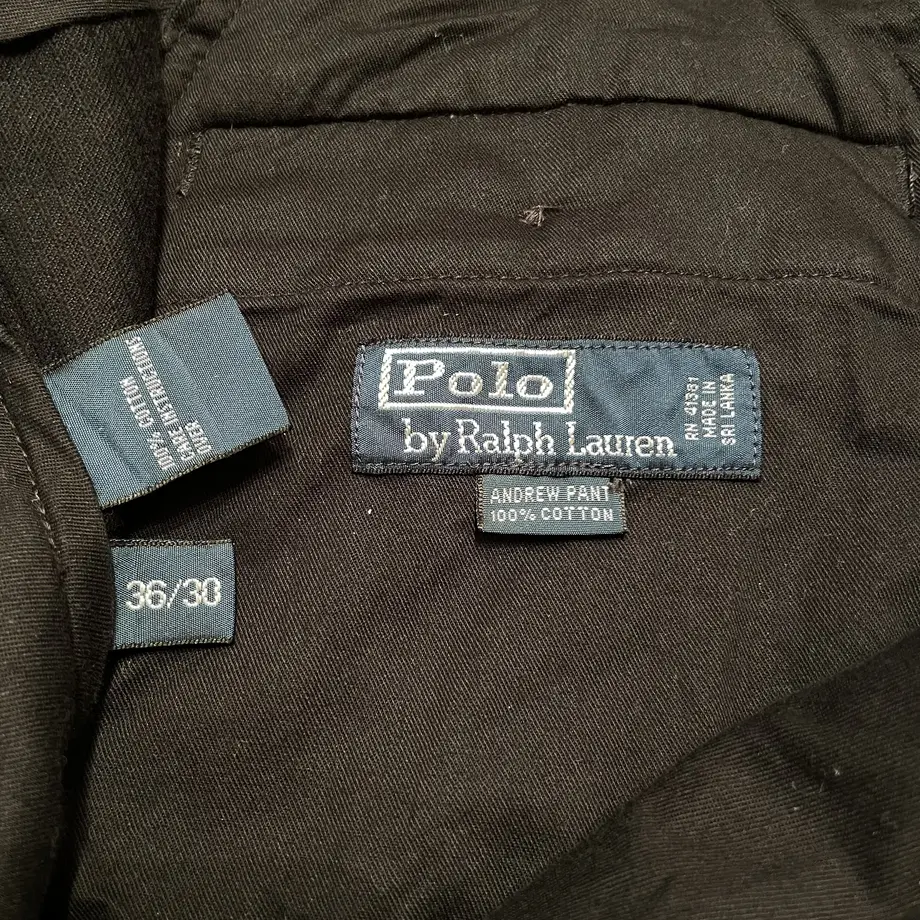 Polo
by Ralph Lauren
RN 41381
MADE IN
SRI LANKA
ANDREW PANT
100% COTTON
100% COTTON
CARE INSTRUCTIONS
OVER
36/30